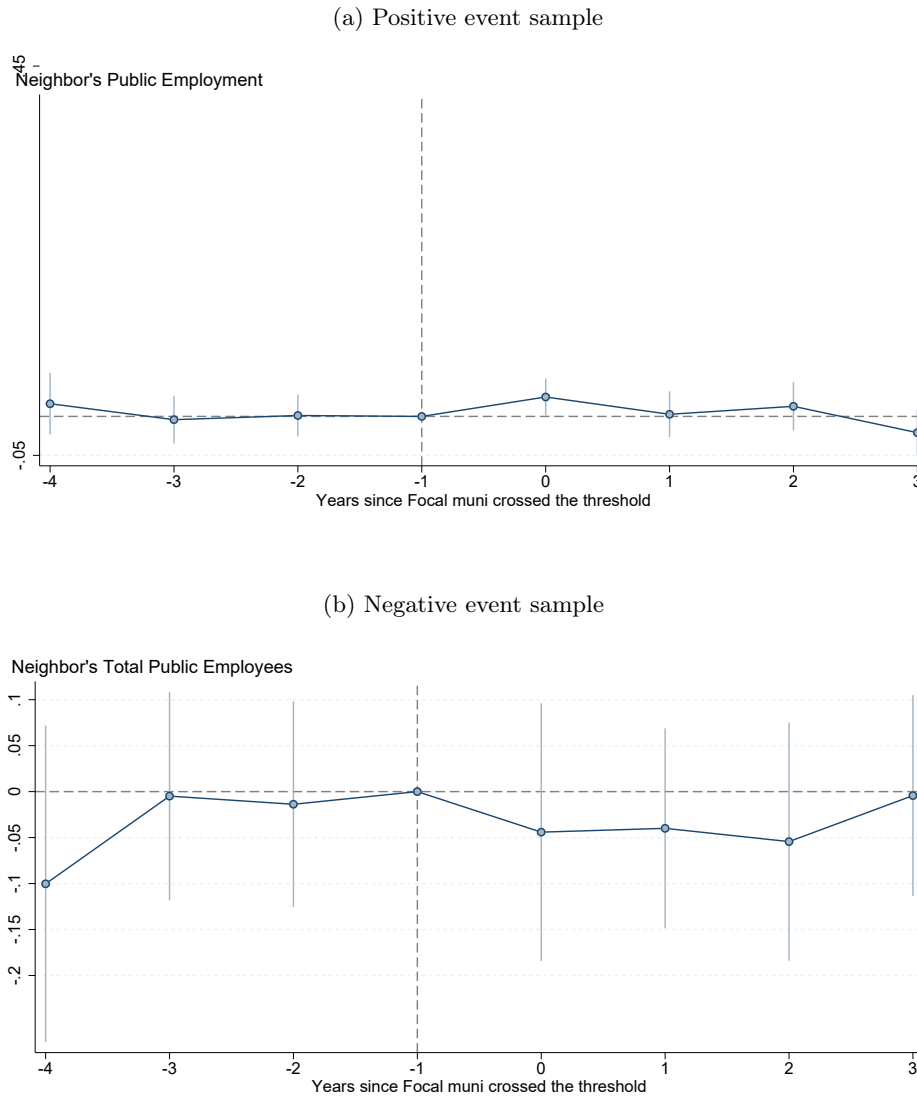 (a) Positive event sample
.45
Neighbor's Public Employment
-.05
-4 -3 -2 -1 0 1 2 3
Years since Focal muni crossed the threshold
(b) Negative event sample
Neighbor's Total Public Employees
.1
.05
0
-.05
-.1
-.15
-.2
-4 -3 -2 -1 0 1 2 3
Years since Focal muni crossed the threshold